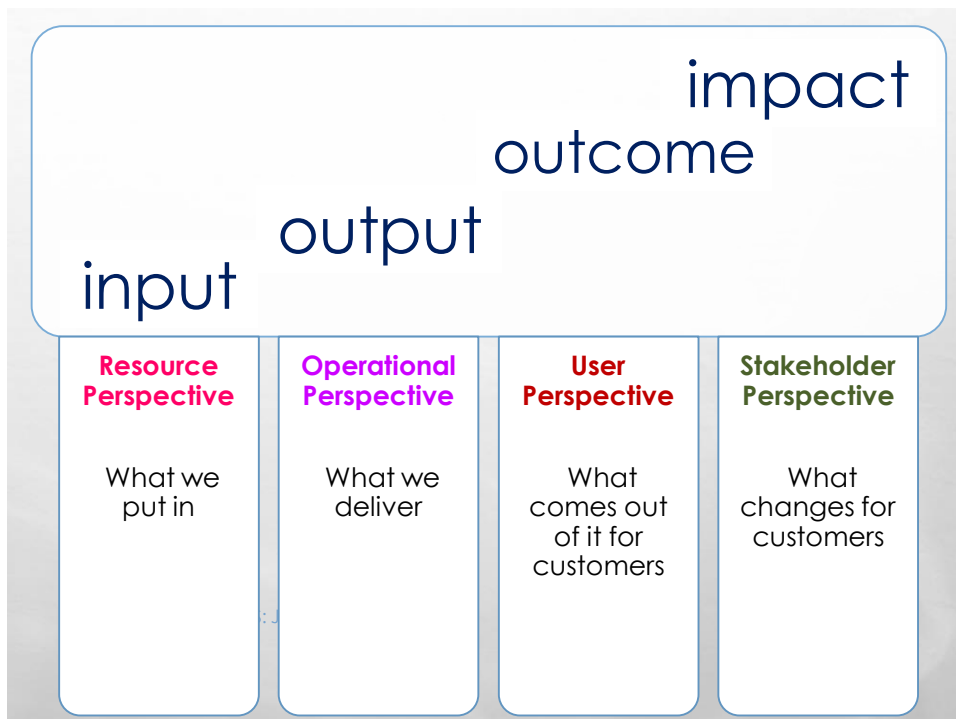 impact
outcome
output
input
Resource
Perspective
What we
put in
Operational
Perspective
What we
deliver
User
Perspective
What
comes out
of it for
customers
Stakeholder
Perspective
What
changes for
customers